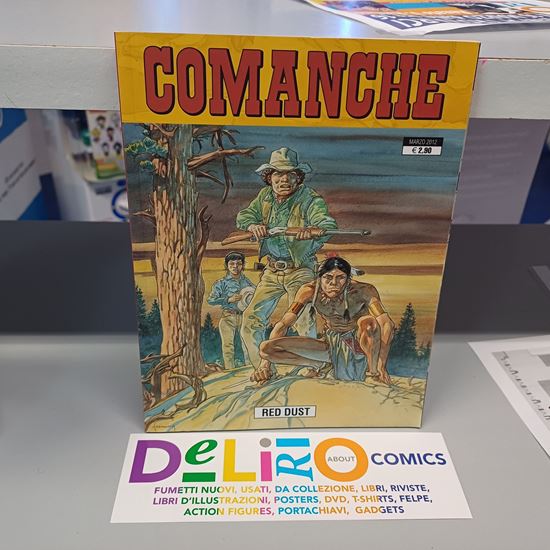 COMANCHE
MARZO 2012
€ 2,90
RED DUST
DeLiRiO ABOUT COMICS
FUMETTI NUOVI, USATI, DA COLLEZIONE, LIBRI, RIVISTE,
LIBRI D'ILLUSTRAZIONI, POSTERS, DVD, T-SHIRTS, FELPE,
ACTION FIGURES, PORTACHIAVI, GADGETS